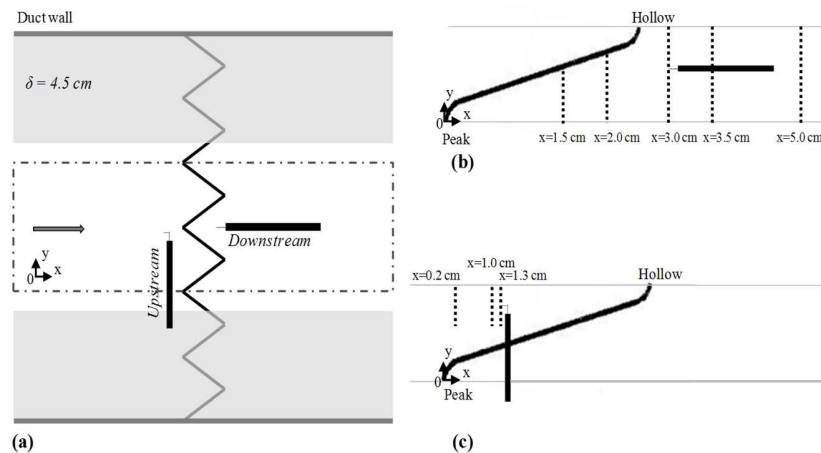 Duct wall
δ = 4.5 cm
Upstream
Downstream
y
0
x
(a)
Hollow
y
0
x
Peak
x=1.5 cm
x=2.0 cm
x=3.0 cm
x=3.5 cm
x=5.0 cm
(b)
x=1.0 cm
x=0.2 cm
x=1.3 cm
Hollow
y
0
x
Peak
(c)